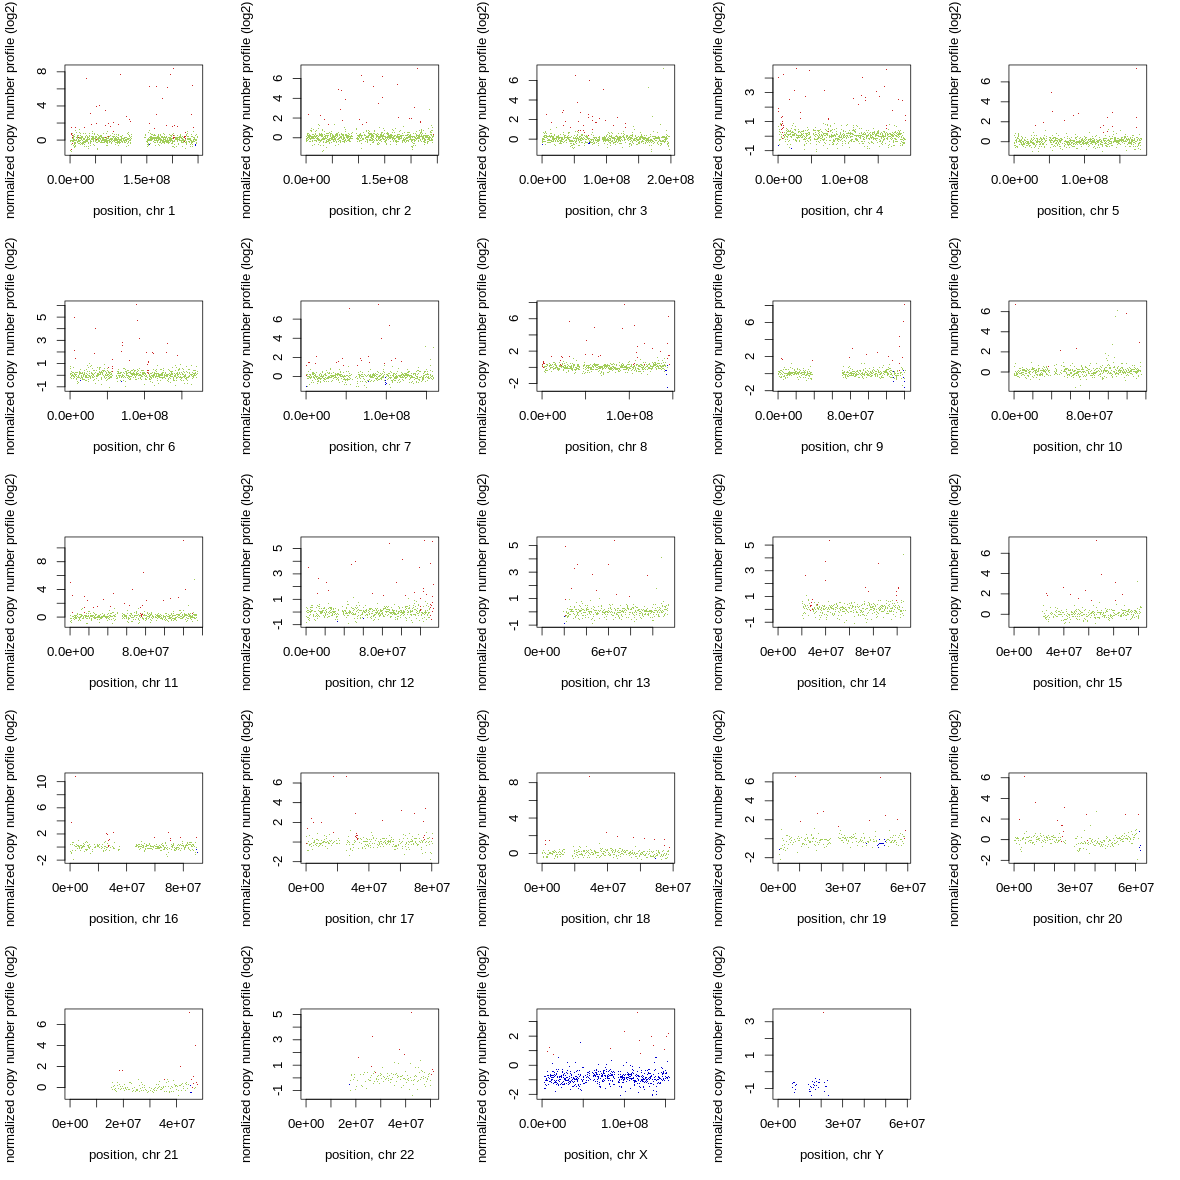 normalized copy number profile (log2)
0 4 8
0.0e+00 1.5e+08
position, chr 1
normalized copy number profile (log2)
0 2 4 6
0.0e+00 1.5e+08
position, chr 2
normalized copy number profile (log2)
0 2 4 6
0.0e+00 1.0e+08 2.0e+08
position, chr 3
normalized copy number profile (log2)
-1 1 3
0.0e+00 1.0e+08
position, chr 4
normalized copy number profile (log2)
0 2 4 6
0.0e+00 1.0e+08
position, chr 5
normalized copy number profile (log2)
-1 1 3 5
0.0e+00 1.0e+08
position, chr 6
normalized copy number profile (log2)
0 2 4 6
0.0e+00 1.0e+08
position, chr 7
normalized copy number profile (log2)
-2 2 6
0.0e+00 1.0e+08
position, chr 8
normalized copy number profile (log2)
-2 2 6
0.0e+00 8.0e+07
position, chr 9
normalized copy number profile (log2)
0 2 4 6
0.0e+00 8.0e+07
position, chr 10
normalized copy number profile (log2)
0 4 8
0.0e+00 8.0e+07
position, chr 11
normalized copy number profile (log2)
-1 1 3 5
0.0e+00 8.0e+07
position, chr 12
normalized copy number profile (log2)
-1 1 3 5
0e+00 6e+07
position, chr 13
normalized copy number profile (log2)
-1 1 3 5
0e+00 4e+07 8e+07
position, chr 14
normalized copy number profile (log2)
0 2 4 6
0e+00 4e+07 8e+07
position, chr 15
normalized copy number profile (log2)
-2 2 6 10
0e+00 4e+07 8e+07
position, chr 16
normalized copy number profile (log2)
-2 2 4 6
0e+00 4e+07 8e+07
position, chr 17
normalized copy number profile (log2)
0 4 8
0e+00 4e+07 8e+07
position, chr 18
normalized copy number profile (log2)
-2 2 4 6
0e+00 3e+07 6e+07
position, chr 19
normalized copy number profile (log2)
-2 0 2 4 6
0e+00 3e+07 6e+07
position, chr 20
normalized copy number profile (log2)
0 2 4 6
0e+00 2e+07 4e+07
position, chr 21
normalized copy number profile (log2)
-1 1 3 5
0e+00 2e+07 4e+07
position, chr 22
normalized copy number profile (log2)
-2 0 2
0.0e+00 1.0e+08
position, chr X
normalized copy number profile (log2)
-1 1 3
0e+00 3e+07 6e+07
position, chr Y